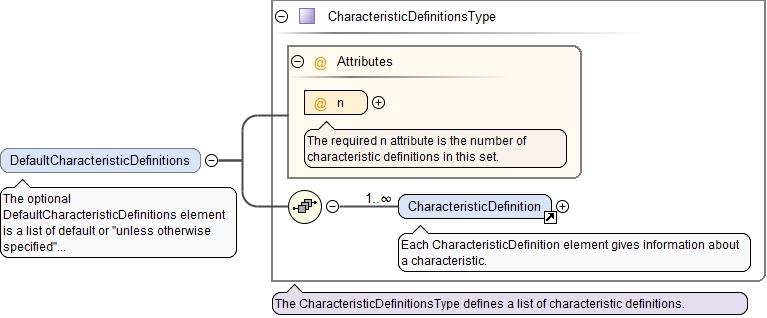 CharacteristicDefinitionsType
@ Attributes
@ n
The required n attribute is the number of
characteristic definitions in this set.
DefaultCharacteristicDefinitions
The optional
DefaultCharacteristicDefinitions element
is a list of default or "unless otherwise
specified"...
1..∞
CharacteristicDefinition
Each CharacteristicDefinition element gives information about
a characteristic.
The CharacteristicDefinitionsType defines a list of characteristic definitions.